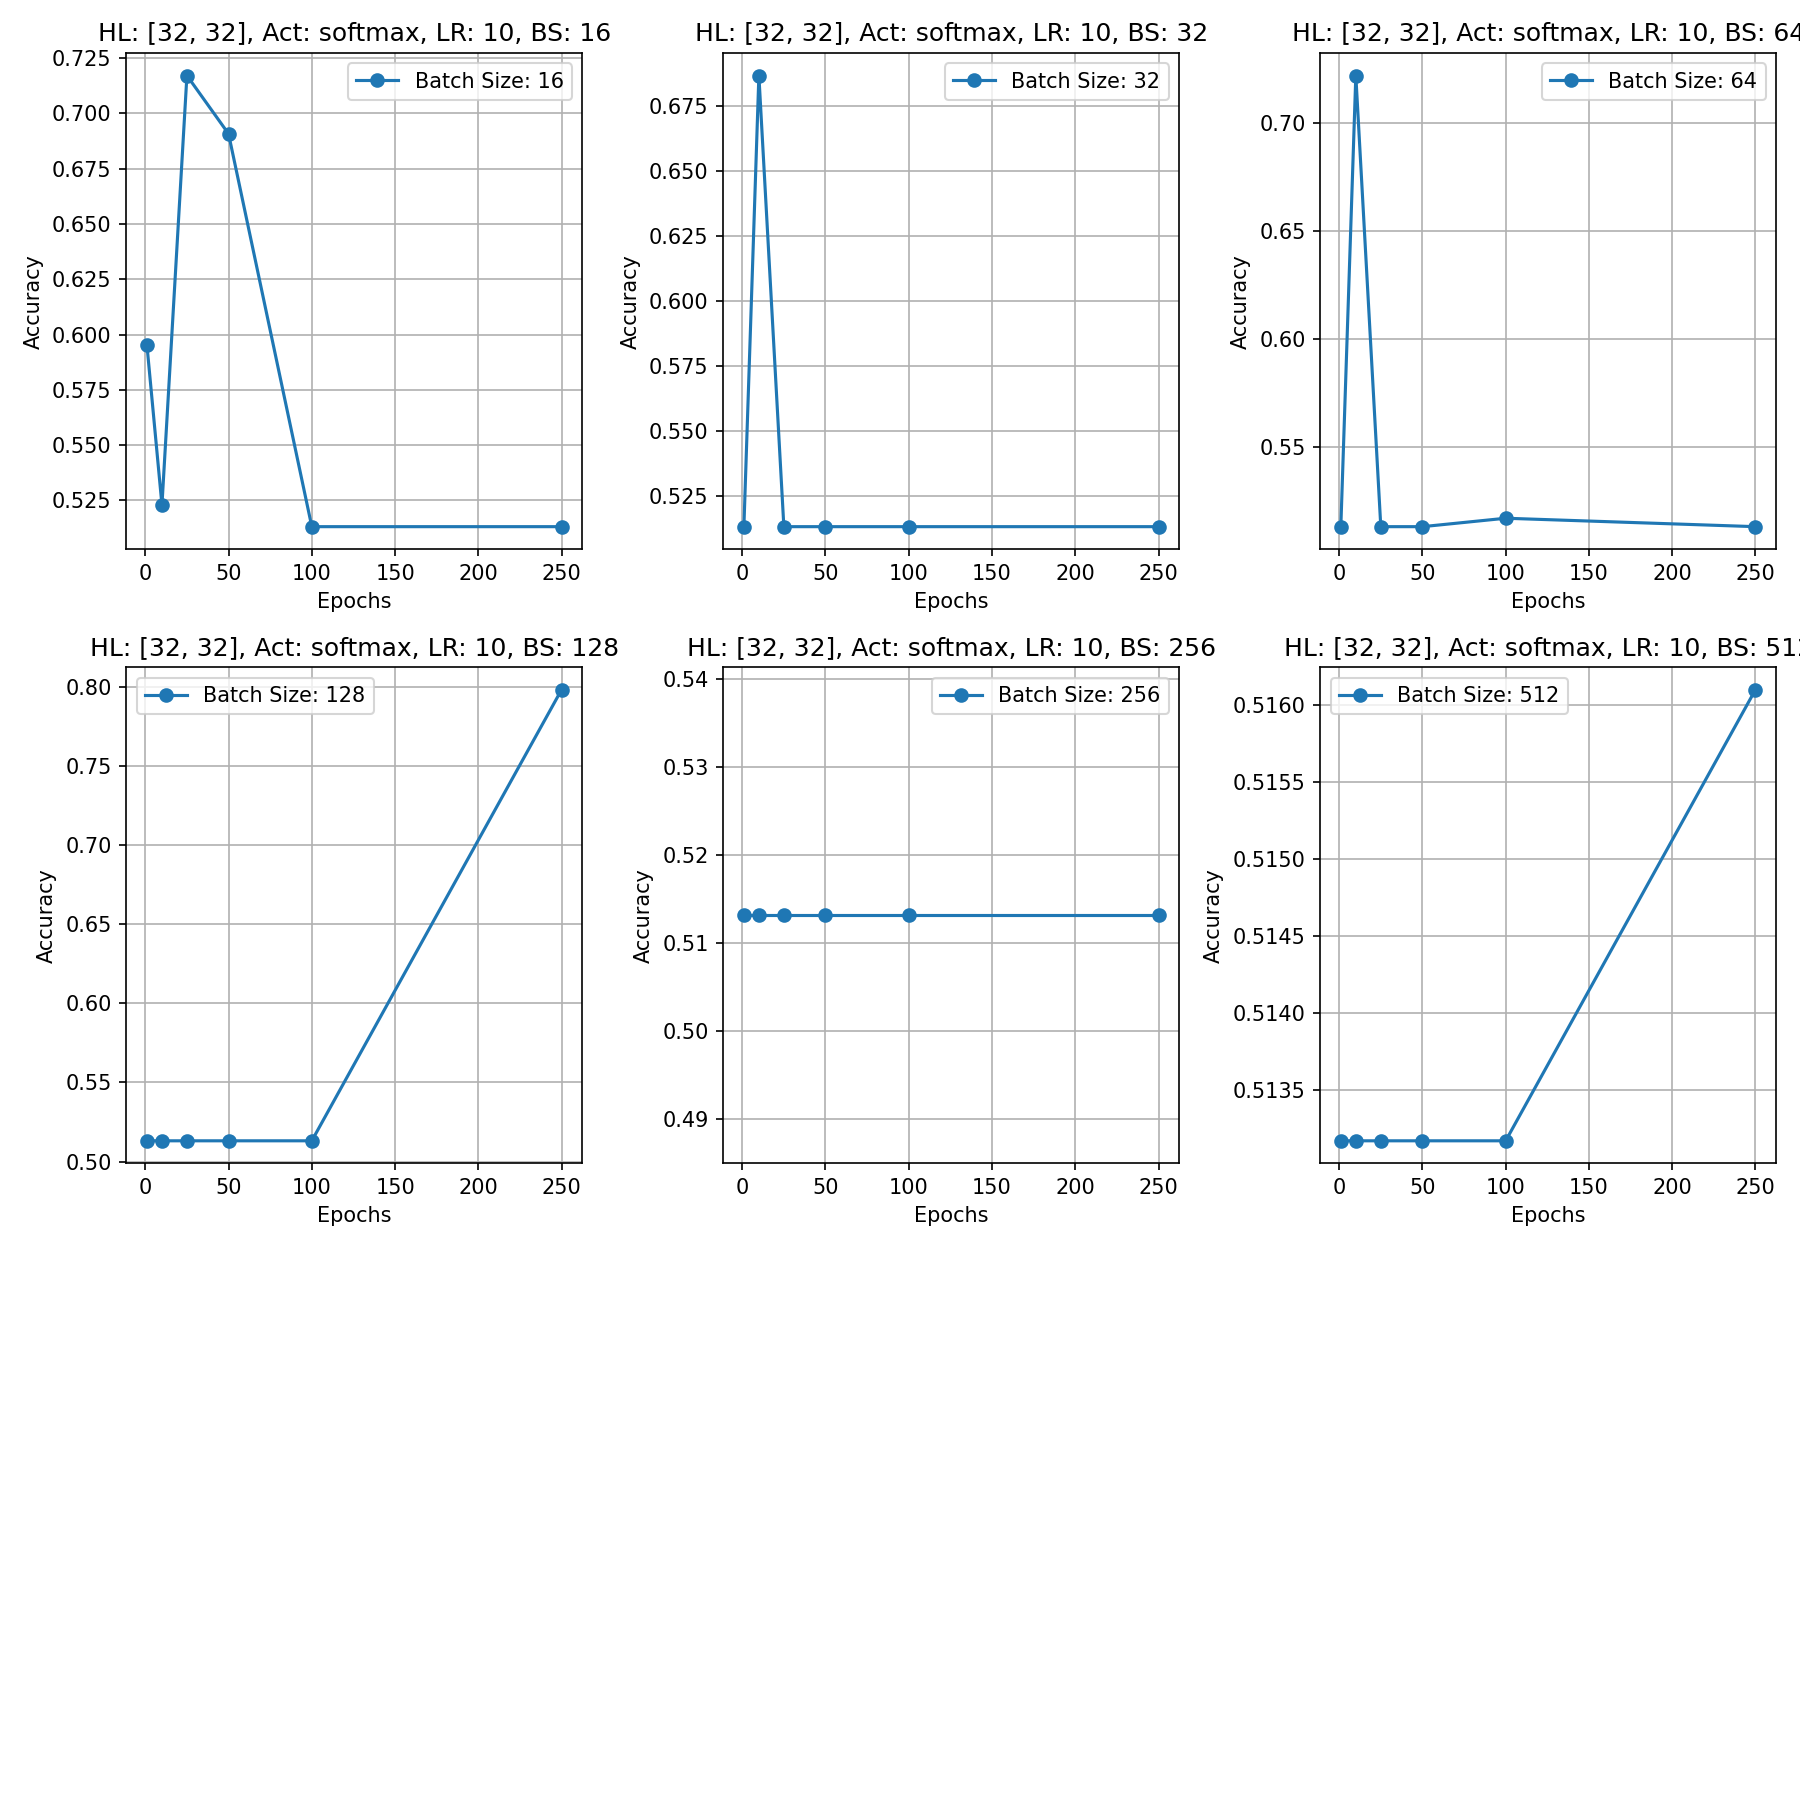 HL: [32, 32], Act: softmax, LR: 10, BS: 16
Batch Size: 16
Accuracy
0.725
0.700
0.675
0.650
0.625
0.600
0.575
0.550
0.525
0 50 100 150 200 250
Epochs
HL: [32, 32], Act: softmax, LR: 10, BS: 32
Batch Size: 32
Accuracy
0.675
0.650
0.625
0.600
0.575
0.550
0.525
0 50 100 150 200 250
Epochs
HL: [32, 32], Act: softmax, LR: 10, BS: 64
Batch Size: 64
Accuracy
0.70
0.65
0.60
0.55
0 50 100 150 200 250
Epochs
HL: [32, 32], Act: softmax, LR: 10, BS: 128
Batch Size: 128
Accuracy
0.80
0.75
0.70
0.65
0.60
0.55
0.50
0 50 100 150 200 250
Epochs
HL: [32, 32], Act: softmax, LR: 10, BS: 256
Batch Size: 256
Accuracy
0.54
0.53
0.52
0.51
0.50
0.49
0 50 100 150 200 250
Epochs
HL: [32, 32], Act: softmax, LR: 10, BS: 512
Batch Size: 512
Accuracy
0.5160
0.5155
0.5150
0.5145
0.5140
0.5135
0 50 100 150 200 250
Epochs